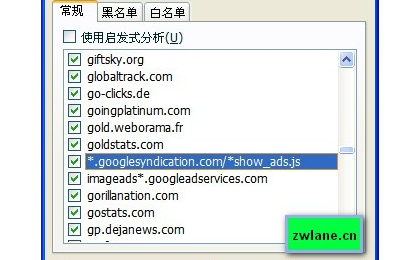 常规 黑名单 白名单
使用启发式分析(U)
giftsky.org
globaltrack.com
go-clicks.de
goingplatinum.com
gold.weborama.fr
goldstats.com
*.googlesyndication.com/*show_ads.js
imageads*.googleadservices.com
gorillanation.com
gostats.com
gp.dejanews.com
zwlane.cn